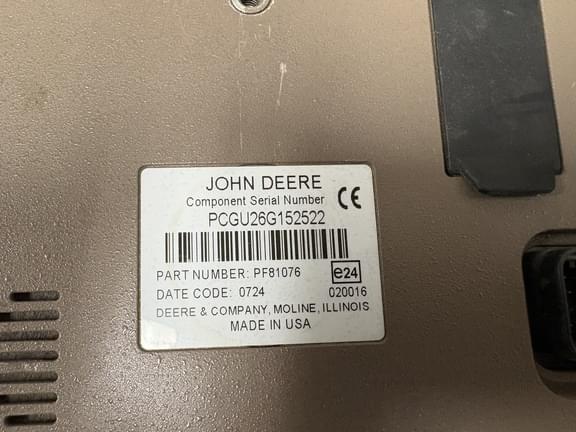 JOHN DEERE
Component Serial Number
CE
PCGU26G152522
PART NUMBER: PF81076
e24
DATE CODE: 0724
020016
DEERE & COMPANY, MOLINE, ILLINOIS
MADE IN USA